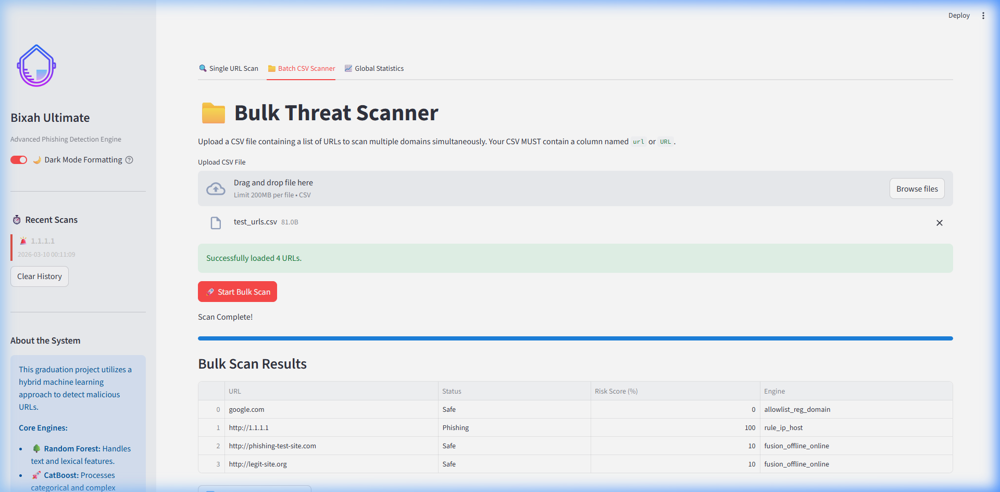 Deploy
Bixah Ultimate
Advanced Phishing Detection Engine
Dark Mode Formatting
Recent Scans
1.1.1.1
2026-03-10 00:11:09
Clear History
About the System
This graduation project utilizes a
hybrid machine learning
approach to detect malicious
URLs.
Core Engines:
• Random Forest: Handles
text and lexical features.
• CatBoost: Processes
categorical and complex
Single URL Scan
Batch CSV Scanner
Global Statistics
Bulk Threat Scanner
Upload a CSV file containing a list of URLs to scan multiple domains simultaneously. Your CSV MUST contain a column named url or URL.
Upload CSV File
Drag and drop file here
Limit 200MB per file • CSV
Browse files
test_urls.csv 81.0B
Successfully loaded 4 URLs.
Start Bulk Scan
Scan Complete!
Bulk Scan Results
URL Status Risk Score (%) Engine
0 google.com Safe 0 allowlist_reg_domain
1 http://1.1.1.1 Phishing 100 rule_ip_host
2 http://phishing-test-site.com Safe 10 fusion_offline_online
3 http://legit-site.org Safe 10 fusion_offline_online